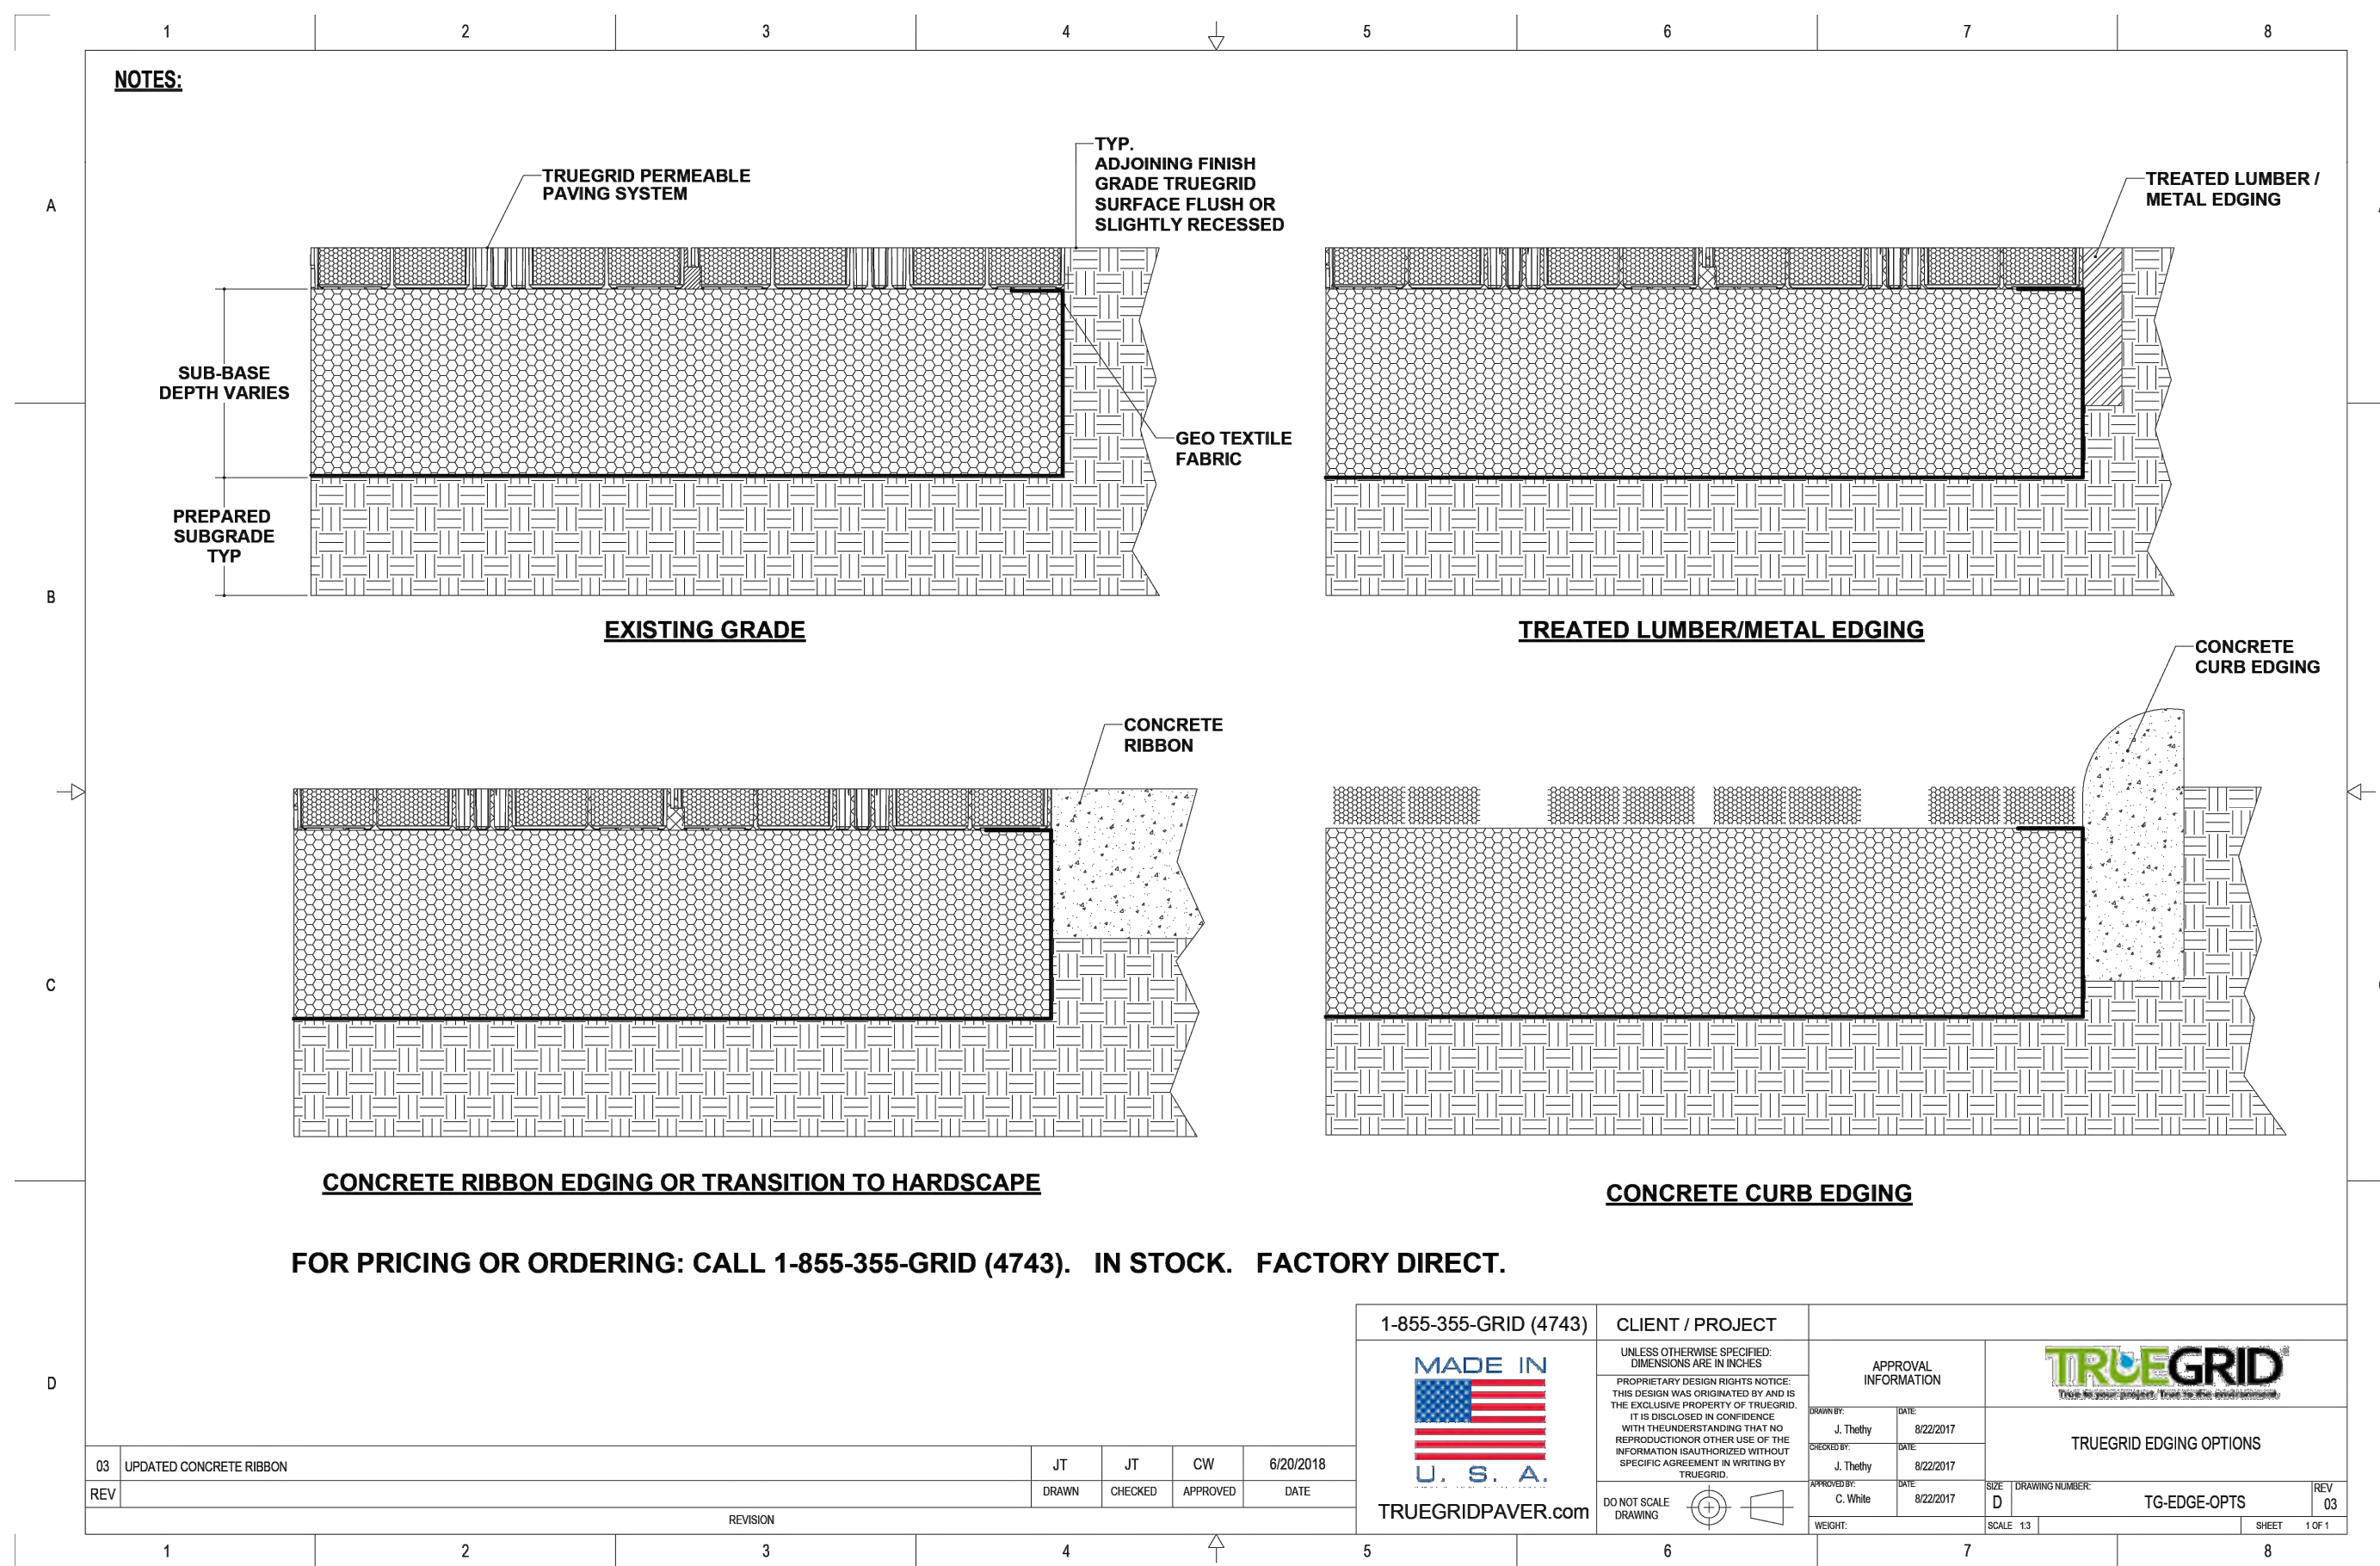 1 2 3 4 5 6 7 8
NOTES:
A
B
C
D
TRUEGRID PERMEABLE
PAVING SYSTEM
TYP.
ADJOINING FINISH
GRADE TRUEGRID
SURFACE FLUSH OR
SLIGHTLY RECESSED
SUB-BASE
DEPTH VARIES
GEO TEXTILE
FABRIC
PREPARED
SUBGRADE
TYP
EXISTING GRADE
TREATED LUMBER /
METAL EDGING
TREATED LUMBER/METAL EDGING
CONCRETE
RIBBON
CONCRETE RIBBON EDGING OR TRANSITION TO HARDSCAPE
CONCRETE
CURB EDGING
CONCRETE CURB EDGING
FOR PRICING OR ORDERING: CALL 1-855-355-GRID (4743). IN STOCK. FACTORY DIRECT.
03 UPDATED CONCRETE RIBBON JT JT CW 6/20/2018
REV DRAWN CHECKED APPROVED DATE
REVISION
1-855-355-GRID (4743)
MADE IN
U. S. A.
TRUEGRIDPAVER.com
CLIENT / PROJECT
UNLESS OTHERWISE SPECIFIED:
DIMENSIONS ARE IN INCHES
PROPRIETARY DESIGN RIGHTS NOTICE:
THIS DESIGN WAS ORIGINATED BY AND IS
THE EXCLUSIVE PROPERTY OF TRUEGRID.
IT IS DISCLOSED IN CONFIDENCE
WITH THEUNDERSTANDING THAT NO
REPRODUCTIONOR OTHER USE OF THE
INFORMATION ISAUTHORIZED WITHOUT
SPECIFIC AGREEMENT IN WRITING BY
TRUEGRID.
DO NOT SCALE
DRAWING
APPROVAL
INFORMATION
DRAWN BY: DATE:
J. Thethy 8/22/2017
CHECKED BY: DATE:
J. Thethy 8/22/2017
APPROVED BY: DATE:
C. White 8/22/2017
WEIGHT:
TRUEGRID
True to your project. True to the environment.
TRUEGRID EDGING OPTIONS
SIZE DRAWING NUMBER: REV
D TG-EDGE-OPTS 03
SCALE 1:3 SHEET 1 OF 1
1 2 3 4 5 6 7 8